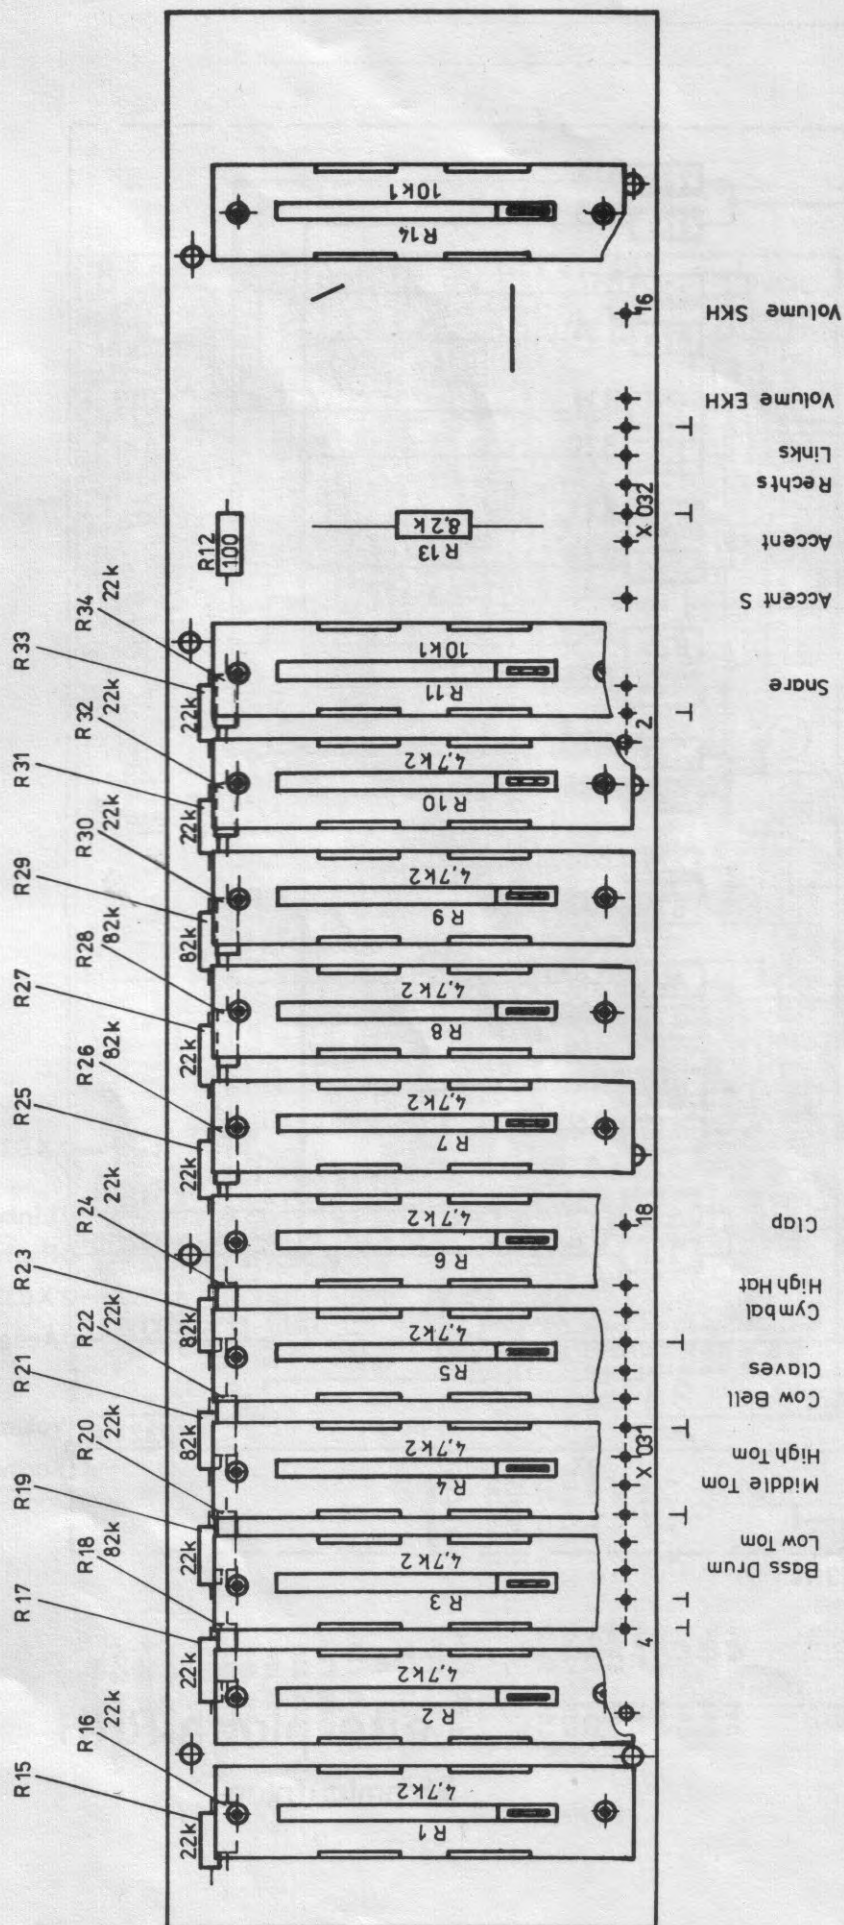 10k1
R14
16
Volume SKH
Volume EKH
⊥
Links
Rechts
X 032
⊥
Accent
Accent S
R12
100
8,2k
R13
R34
22k
R33
22k
10k1
R11
Snare
2
⊥
R32
22k
R31
22k
4,7k2
R10
R30
22k
R29
82k
4,7k2
R9
R28
82k
R27
22k
4,7k2
R8
R26
82k
R25
22k
4,7k2
R7
R24
22k
18
Clap
4,7k2
R6
High Hat
R23
82k
Cymbal
R22
22k
4,7k2
⊥
R5
Claves
Cow Bell
R21
82k
R20
22k
⊥
4,7k2
X 031
High Tom
R4
Middle Tom
R19
22k
R18
82k
⊥
4,7k2
Low Tom
R3
Bass Drum
⊥
⊥
R17
22k
4
4,7k2
R2
R16
22k
R15
22k
4,7k2
R1